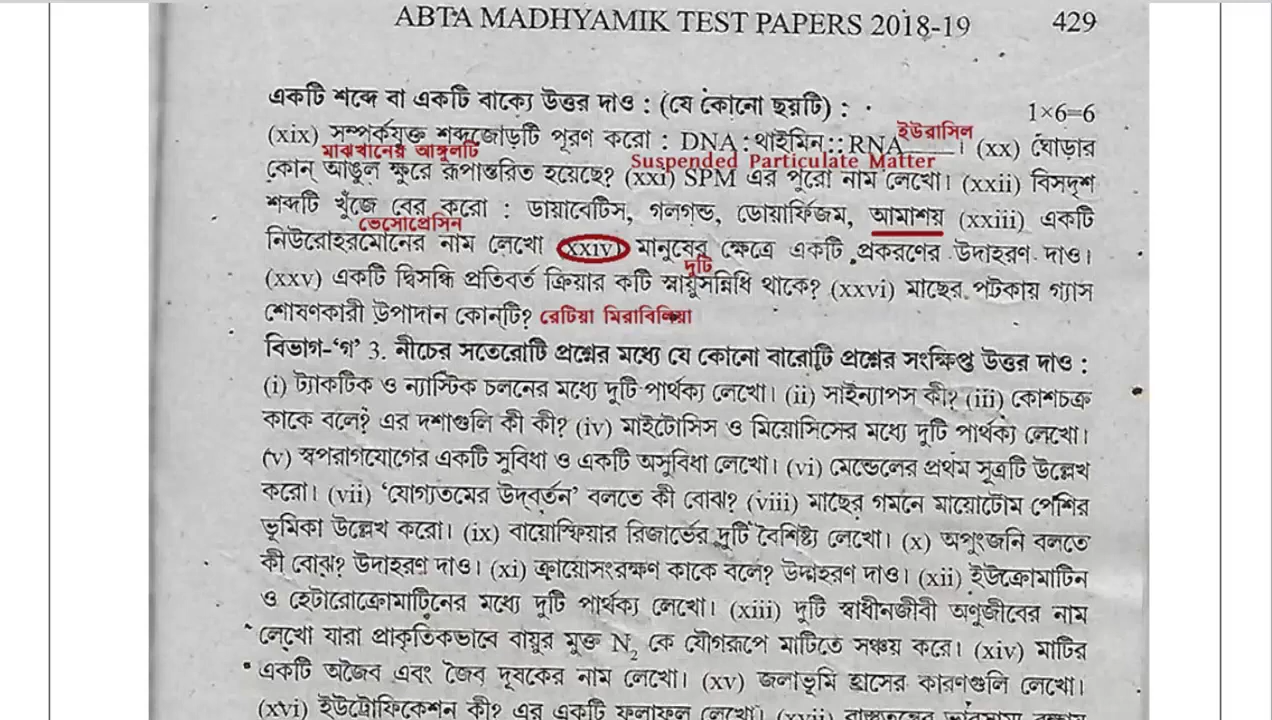 ABTA MADHYAMIK TEST PAPERS 2018-19 429
একটি শব্দে বা একটি বাক্যে উত্তর দাও : (যে কোনো ছয়টি) : 1×6=6
(xix) সম্পর্কযুক্ত শব্দজোড়টি পূরণ করো : DNA : থাইমিন : : RNA ইউরাসিল । (xx) ঘোড়ার
মাঝখানের আঙ্গুলটি Suspended Particulate Matter
কোন্ আঙুল ক্ষুরে রূপান্তরিত হয়েছে? (xxi) SPM এর পুরো নাম লেখো। (xxii) বিসদৃশ
শব্দটি খুঁজে বের করো : ডায়াবেটিস, গলগন্ড, ডোয়ার্ফিজম, আমাশয় (xxiii) একটি
ভেসোপ্রেসিন
নিউরোহরমোনের নাম লেখো (xxiv) মানুষের ক্ষেত্রে একটি প্রকরণের উদাহরণ দাও।
দুটি
(xxv) একটি দ্বিসন্ধি প্রতিবর্ত ক্রিয়ার কটি স্নায়ুসন্নিধি থাকে? (xxvi) মাছের পটকায় গ্যাস
শোষণকারী উপাদান কোন্‌টি? রেটিয়া মিরাবিলিয়া
বিভাগ-‘গ’ 3. নীচের সতেরোটি প্রশ্নের মধ্যে যে কোনো বারোটি প্রশ্নের সংক্ষিপ্ত উত্তর দাও :
(i) ট্যাকটিক ও ন্যাস্টিক চলনের মধ্যে দুটি পার্থক্য লেখো। (ii) সাইন্যাপস কী? (iii) কোশচক্র
কাকে বলে? এর দশাগুলি কী কী? (iv) মাইটোসিস ও মিয়োসিসের মধ্যে দুটি পার্থক্য লেখো।
(v) স্বপরাগযোগের একটি সুবিধা ও একটি অসুবিধা লেখো। (vi) মেন্ডেলের প্রথম সূত্রটি উল্লেখ
করো। (vii) ‘যোগ্যতমের উদ্‌বর্তন’ বলতে কী বোঝ? (viii) মাছের গমনে মায়োটোম পেশির
ভূমিকা উল্লেখ করো। (ix) বায়োস্ফিয়ার রিজার্ভের দুটি বৈশিষ্ট্য লেখো। (x) অপুংজনি বলতে
কী বোঝ? উদাহরণ দাও। (xi) ক্রায়োসংরক্ষণ কাকে বলে? উদাহরণ দাও। (xii) ইউক্রোমাটিন
ও হেটারোক্রোমাটিনের মধ্যে দুটি পার্থক্য লেখো। (xiii) দুটি স্বাধীনজীবী অণুজীবের নাম
লেখো যারা প্রাকৃতিকভাবে বায়ুর মুক্ত N₂ কে যৌগরূপে মাটিতে সঞ্চয় করে। (xiv) মাটির
একটি অজৈব এবং জৈব দূষকের নাম লেখো। (xv) জলাভূমি হ্রাসের কারণগুলি লেখো।
(xvi) ইউট্রোফিকেশন কী? এর একটি ফলাফল লেখো। (xvii)